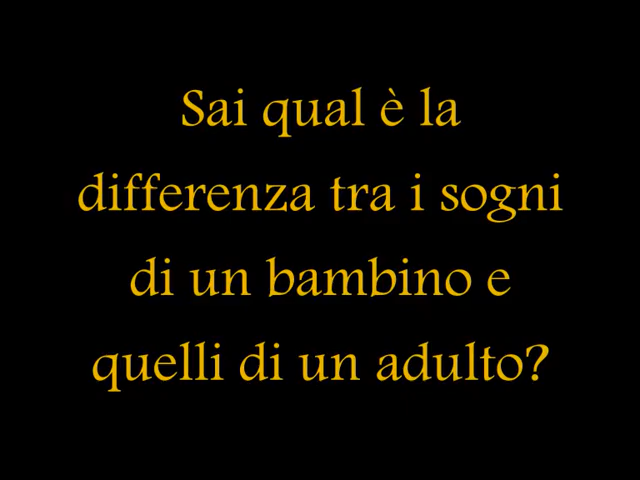 Sai qual è la
differenza tra i sogni
di un bambino e
quelli di un adulto?